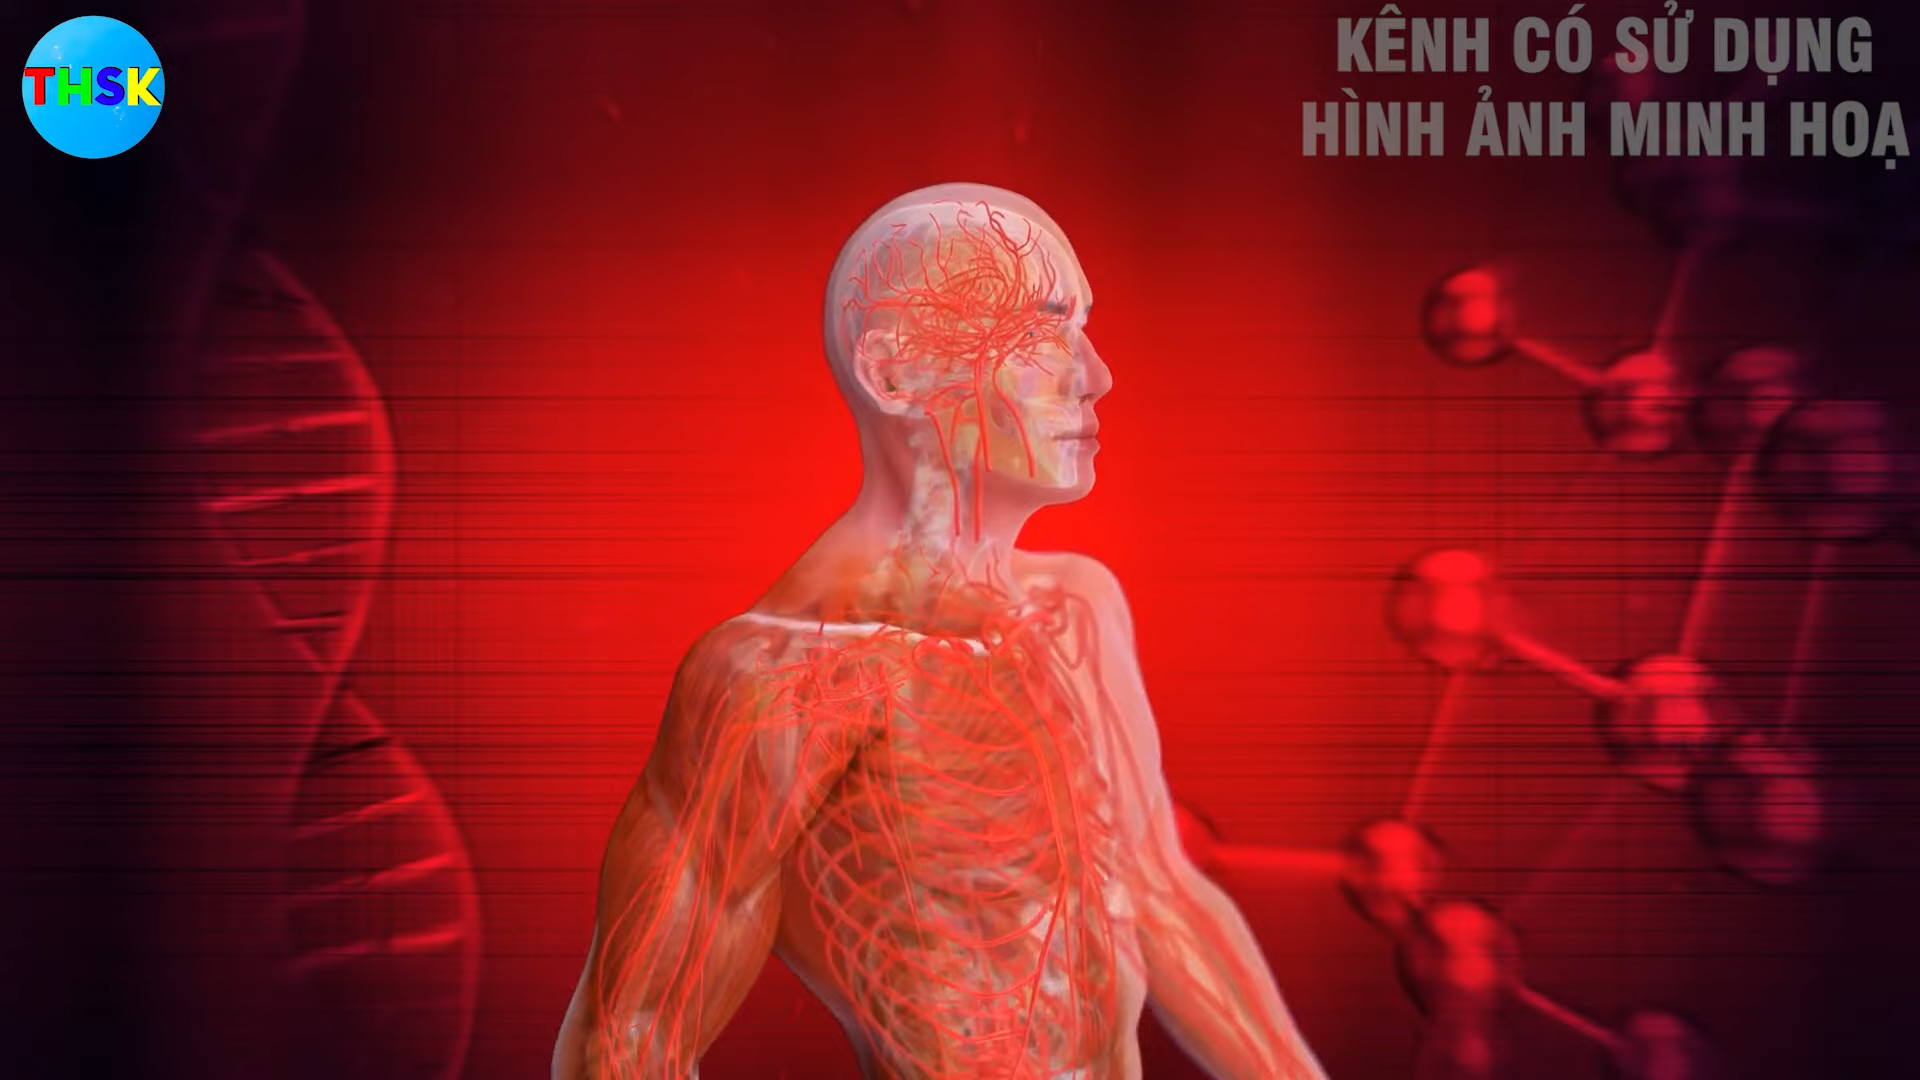 THSK
KÊNH CÓ SỬ DỤNG
HÌNH ẢNH MINH HOẠ